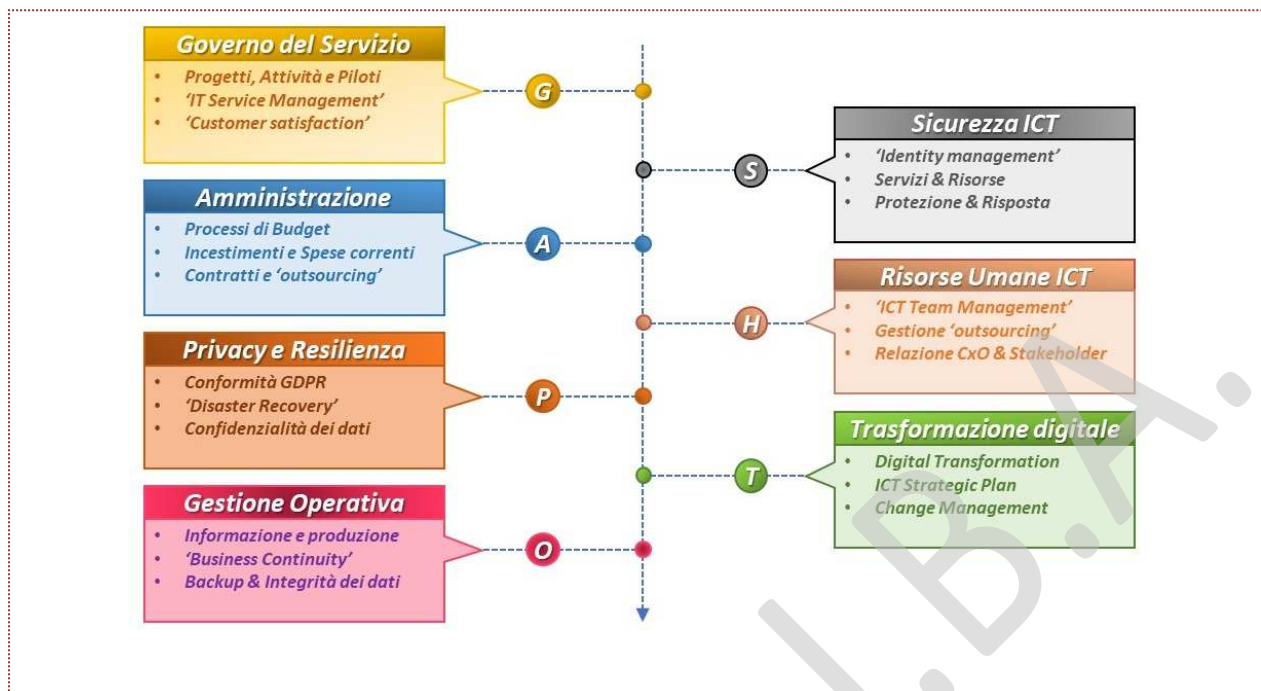 Governo del Servizio
• Progetti, Attività e Piloti
• ‘IT Service Management’
• ‘Customer satisfaction’
G
Sicurezza ICT
• ‘Identity management’
• Servizi & Risorse
• Protezione & Risposta
S
Amministrazione
• Processi di Budget
• Incestimenti e Spese correnti
• Contratti e ‘outsourcing’
A
Risorse Umane ICT
• ‘ICT Team Management’
• Gestione ‘outsourcing’
• Relazione CxO & Stakeholder
H
Privacy e Resilienza
• Conformità GDPR
• ‘Disaster Recovery’
• Confidenzialità dei dati
P
Trasformazione digitale
• Digital Transformation
• ICT Strategic Plan
• Change Management
T
Gestione Operativa
• Informazione e produzione
• ‘Business Continuity’
• Backup & Integrità dei dati
O
I.B.A.